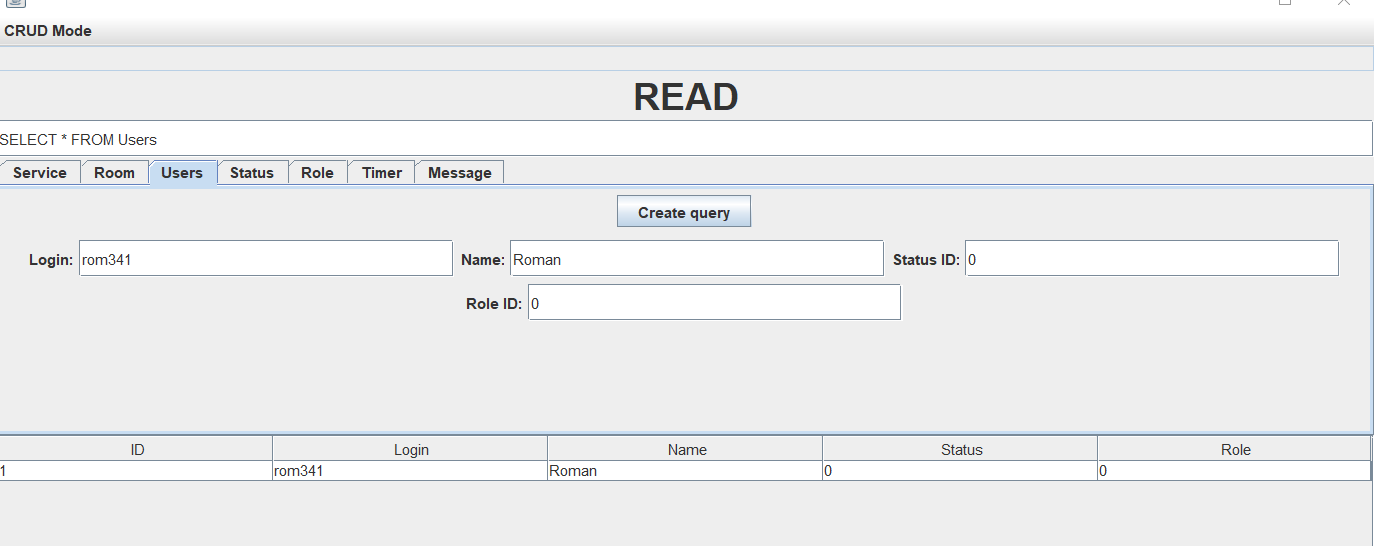 CRUD Mode
READ
SELECT * FROM Users
Service Room Users Status Role Timer Message
Create query
Login: rom341 Name: Roman Status ID: 0
Role ID: 0
ID Login Name Status Role
1 rom341 Roman 0 0